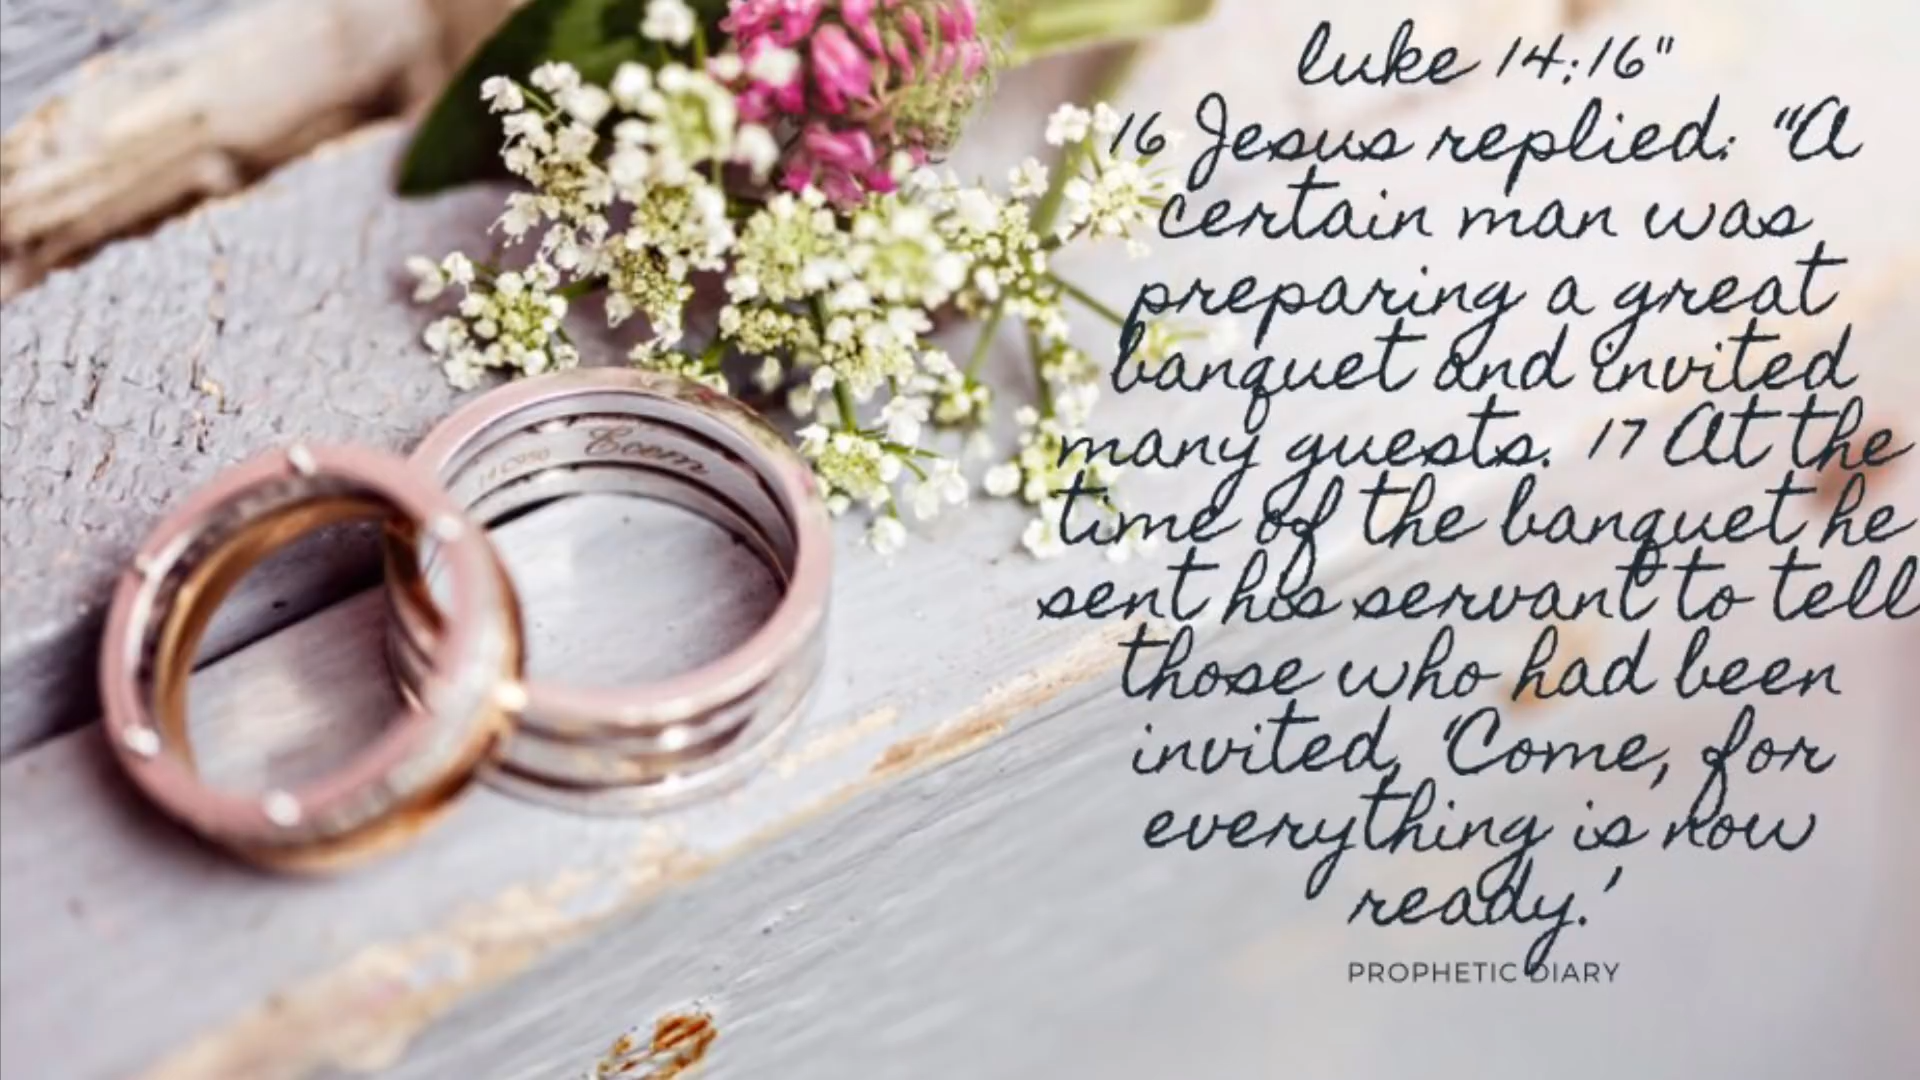 luke 14:16"
16 Jesus replied: "A
certain man was
preparing a great
banquet and invited
many guests. 17 At the
time of the banquet he
sent his servant to tell
those who had been
invited, 'Come, for
everything is now
ready.'
PROPHETIC DIARY